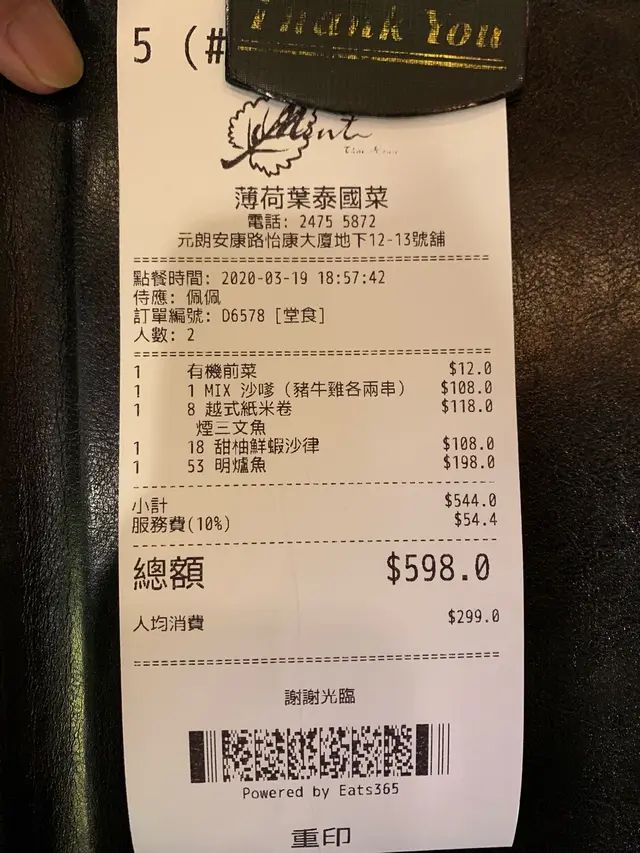 Thank You
5 (#
Mint
薄荷葉泰國菜
電話: 2475 5872
元朗安康路怡康大廈地下12-13號舖
點餐時間: 2020-03-19 18:57:42
侍應: 佩佩
訂單編號: D6578 [堂食]
人數: 2
1 有機前菜 $12.0
1 1 MIX 沙嗲 (豬牛雞各兩串) $108.0
1 8 越式紙米卷 $118.0
煙三文魚
1 18 甜柚鮮蝦沙律 $108.0
1 53 明爐魚 $198.0
小計 $544.0
服務費(10%) $54.4
總額 $598.0
人均消費 $299.0
謝謝光臨
Powered by Eats365
重印